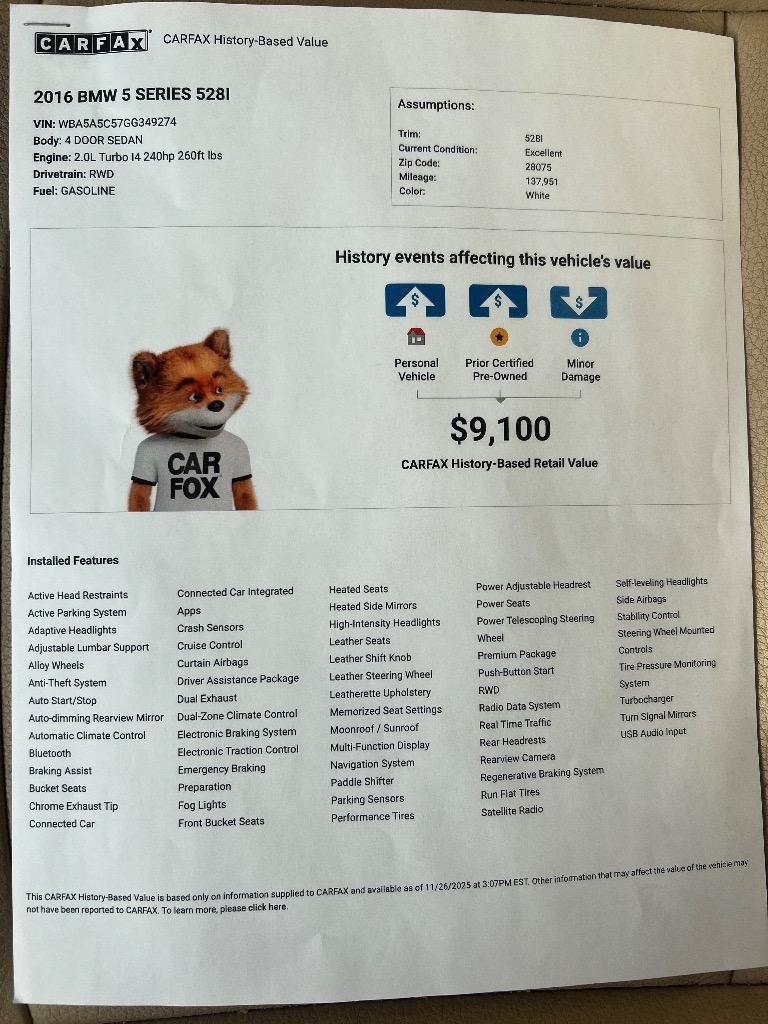 CARFAX CARFAX History-Based Value
2016 BMW 5 SERIES 528I
VIN: WBA5A5C57GG349274
Body: 4 DOOR SEDAN
Engine: 2.0L Turbo I4 240hp 260ft lbs
Drivetrain: RWD
Fuel: GASOLINE
Assumptions:
Trim: 528I
Current Condition: Excellent
Zip Code: 28075
Mileage: 137,951
Color: White
History events affecting this vehicle's value
$ $ $
i
Personal Vehicle
Prior Certified Pre-Owned
Minor Damage
$9,100
CARFAX History-Based Retail Value
CAR
FOX
Installed Features
Active Head Restraints
Active Parking System
Adaptive Headlights
Adjustable Lumbar Support
Alloy Wheels
Anti-Theft System
Auto Start/Stop
Auto-dimming Rearview Mirror
Automatic Climate Control
Bluetooth
Braking Assist
Bucket Seats
Chrome Exhaust Tip
Connected Car
Connected Car Integrated
Apps
Crash Sensors
Cruise Control
Curtain Airbags
Driver Assistance Package
Dual Exhaust
Dual-Zone Climate Control
Electronic Braking System
Electronic Traction Control
Emergency Braking
Preparation
Fog Lights
Front Bucket Seats
Heated Seats
Heated Side Mirrors
High-Intensity Headlights
Leather Seats
Leather Shift Knob
Leather Steering Wheel
Leatherette Upholstery
Memorized Seat Settings
Moonroof / Sunroof
Multi-Function Display
Navigation System
Paddle Shifter
Parking Sensors
Performance Tires
Power Adjustable Headrest
Power Seats
Power Telescoping Steering
Wheel
Premium Package
Push-Button Start
RWD
Radio Data System
Real Time Traffic
Rear Headrests
Rearview Camera
Regenerative Braking System
Run Flat Tires
Satellite Radio
Self-leveling Headlights
Side Airbags
Stability Control
Steering Wheel Mounted
Controls
Tire Pressure Monitoring
System
Turbocharger
Turn Signal Mirrors
USB Audio Input
This CARFAX History-Based Value is based only on information supplied to CARFAX and available as of 11/26/2025 at 3:07PM EST. Other information that may affect the value of the vehicle may
not have been reported to CARFAX. To learn more, please click here.